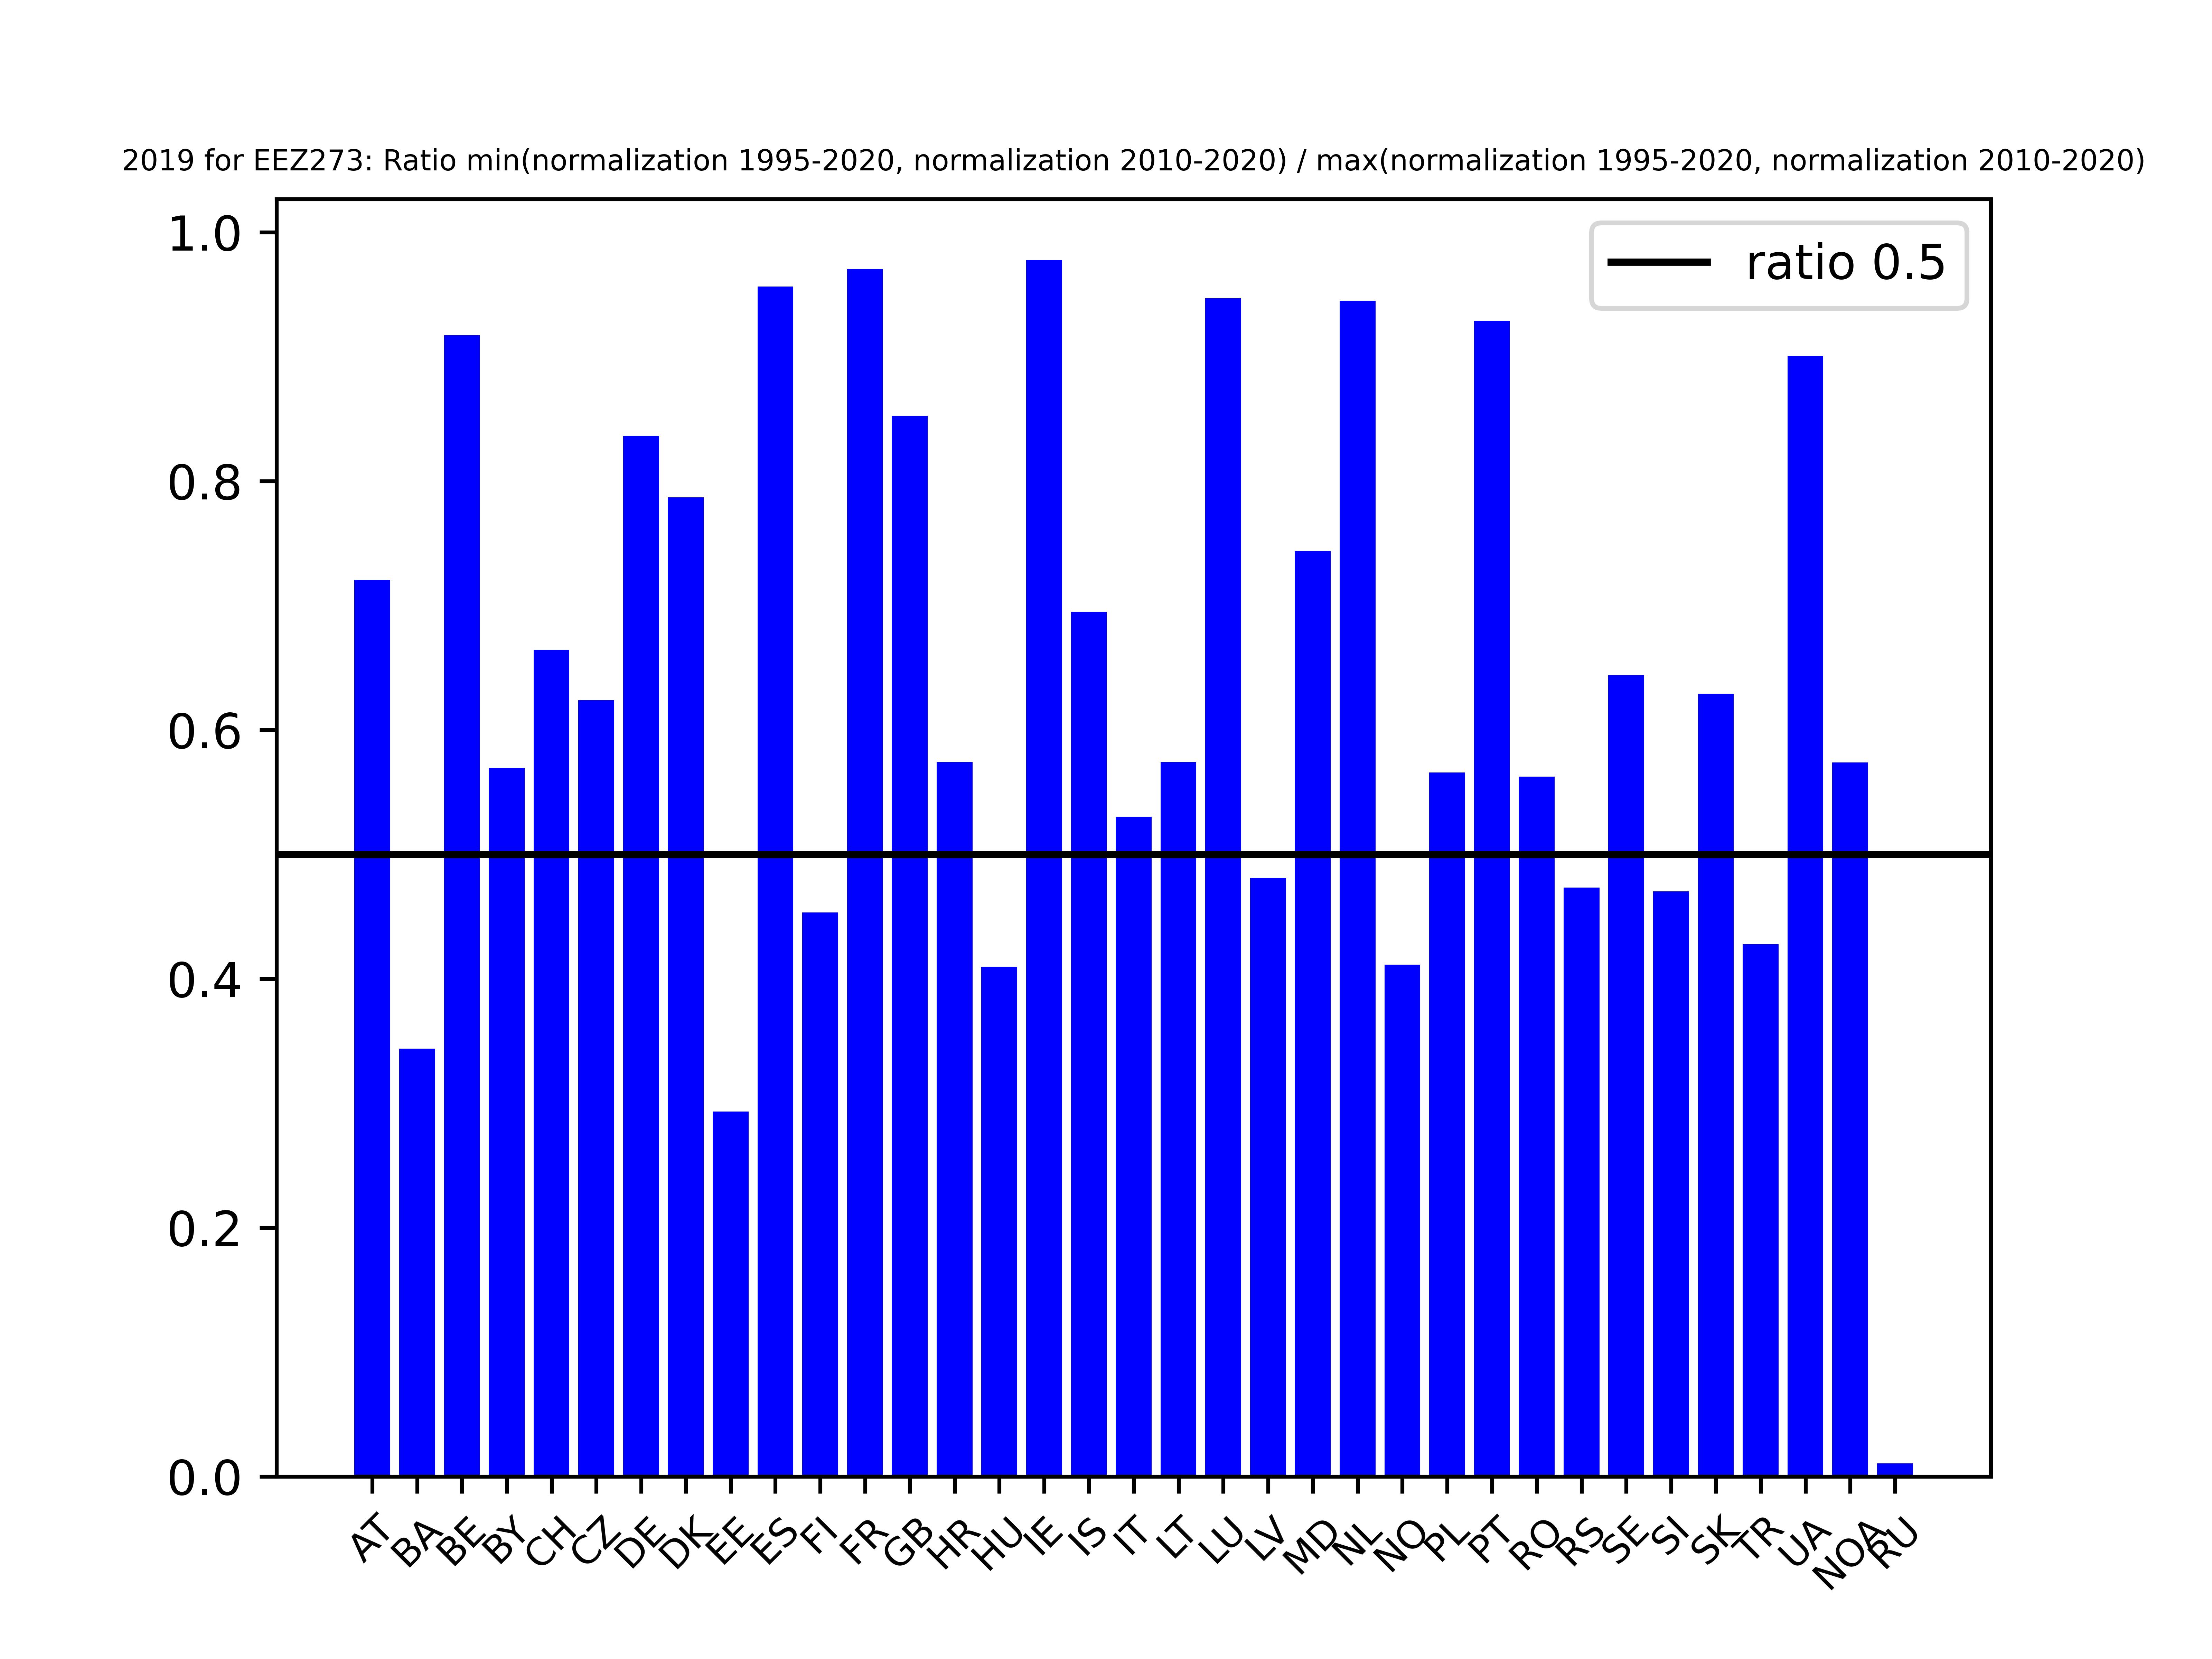 2019 for EEZ273: Ratio min(normalization 1995-2020, normalization 2010-2020) / max(normalization 1995-2020, normalization 2010-2020)
1.0
ratio 0.5
0.8
0.6
0.4
0.2
0.0
AT BA BE BY CH CZ DE DK EE ES FI FR GB HR HU IE IS IT LT LU LV MD NL NO PL PT RO RS SE SI SK TR UA NOA RU